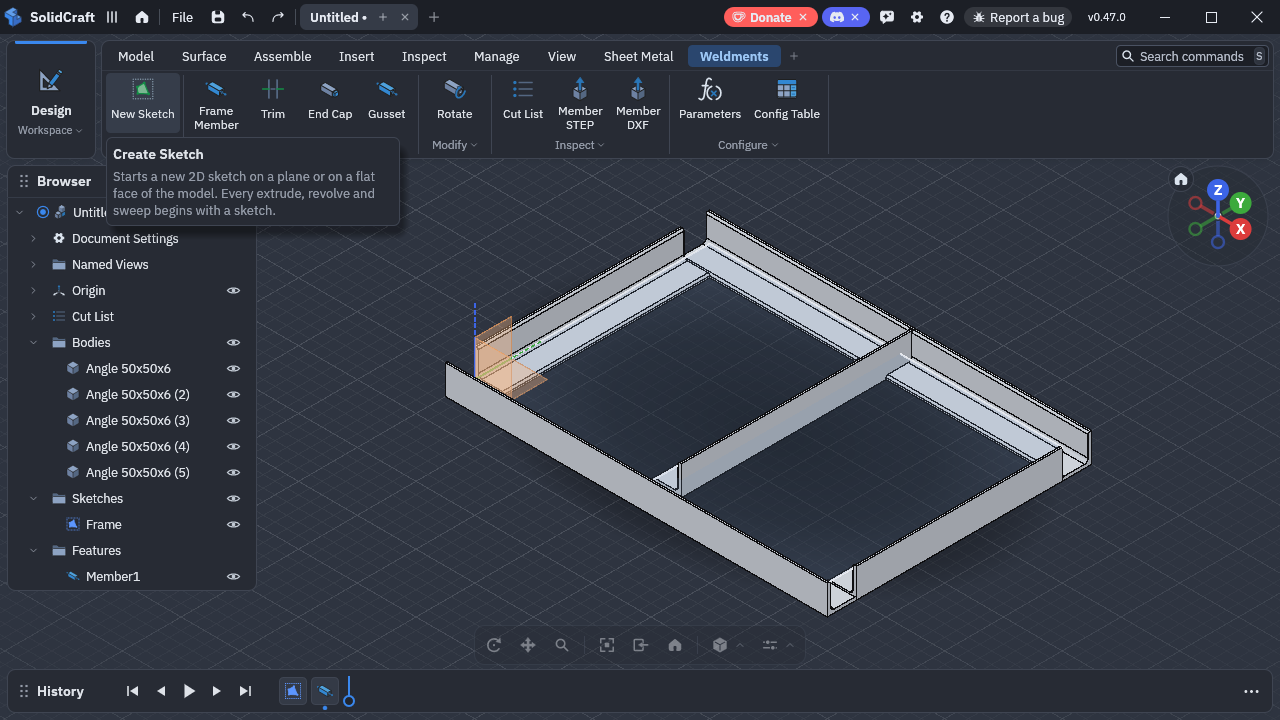 SolidCraft
File
Untitled •
Donate
Report a bug
v0.47.0
Design
Workspace
Model
Surface
Assemble
Insert
Inspect
Manage
View
Sheet Metal
Weldments
Search commands
S
New Sketch
Frame
Member
Trim
End Cap
Gusset
Rotate
Cut List
Member
STEP
Member
DXF
Parameters
Config Table
Modify
Inspect
Configure
Create Sketch
Starts a new 2D sketch on a plane or on a flat
face of the model. Every extrude, revolve and
sweep begins with a sketch.
Browser
Document Settings
Named Views
Origin
Cut List
Bodies
Angle 50x50x6
Angle 50x50x6 (2)
Angle 50x50x6 (3)
Angle 50x50x6 (4)
Angle 50x50x6 (5)
Sketches
Frame
Features
Member1
Z
Y
X
History